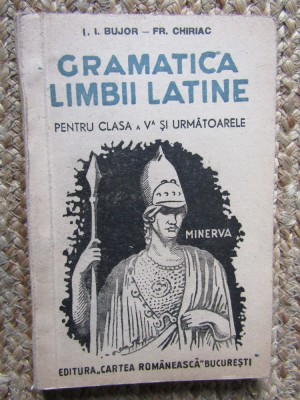 I. I. BUJOR – FR. CHIRIAC
GRAMATICA
LIMBII LATINE
PENTRU CLASA A Vᴬ ȘI URMĂTOARELE
MINERVA
EDITURA „CARTEA ROMÂNEASCĂ" BUCUREȘTI